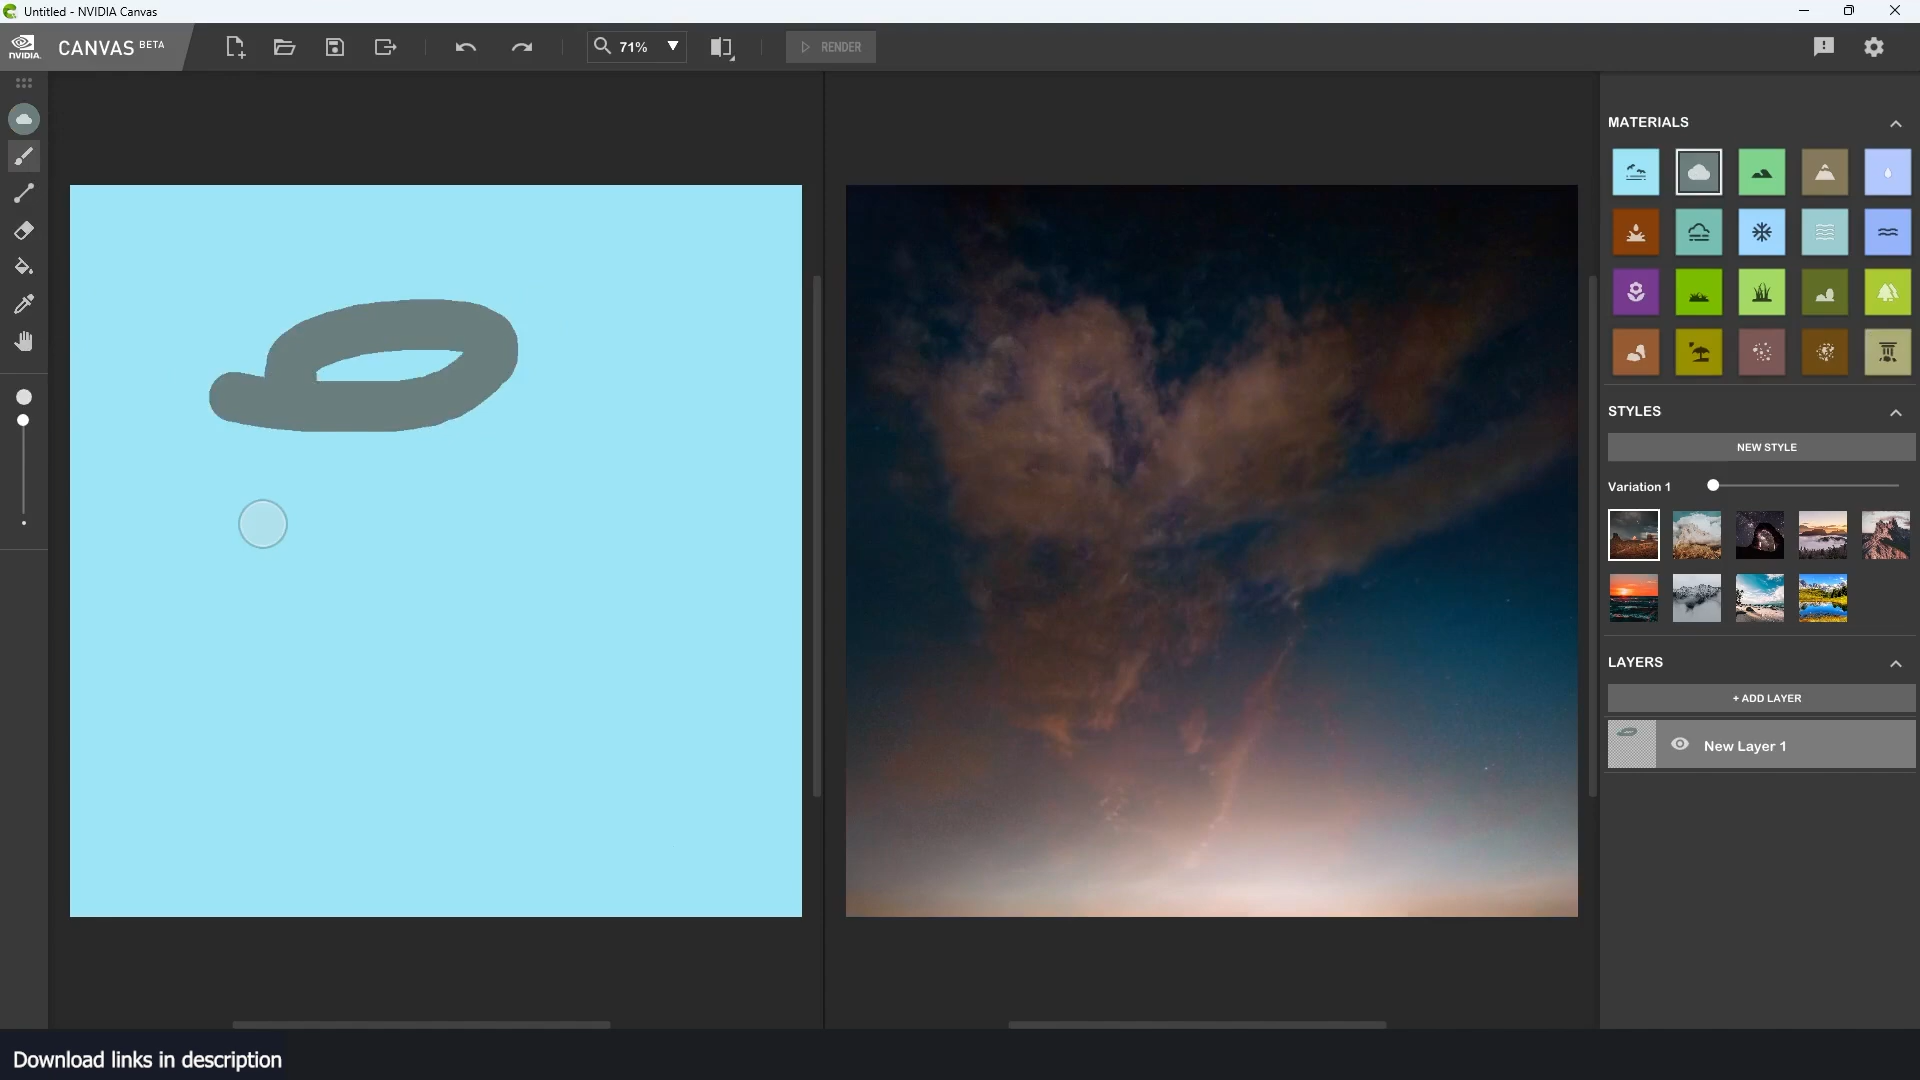 Untitled - NVIDIA Canvas
NVIDIA.
CANVAS BETA
71%
RENDER
MATERIALS
STYLES
NEW STYLE
Variation 1
LAYERS
+ ADD LAYER
New Layer 1
Download links in description